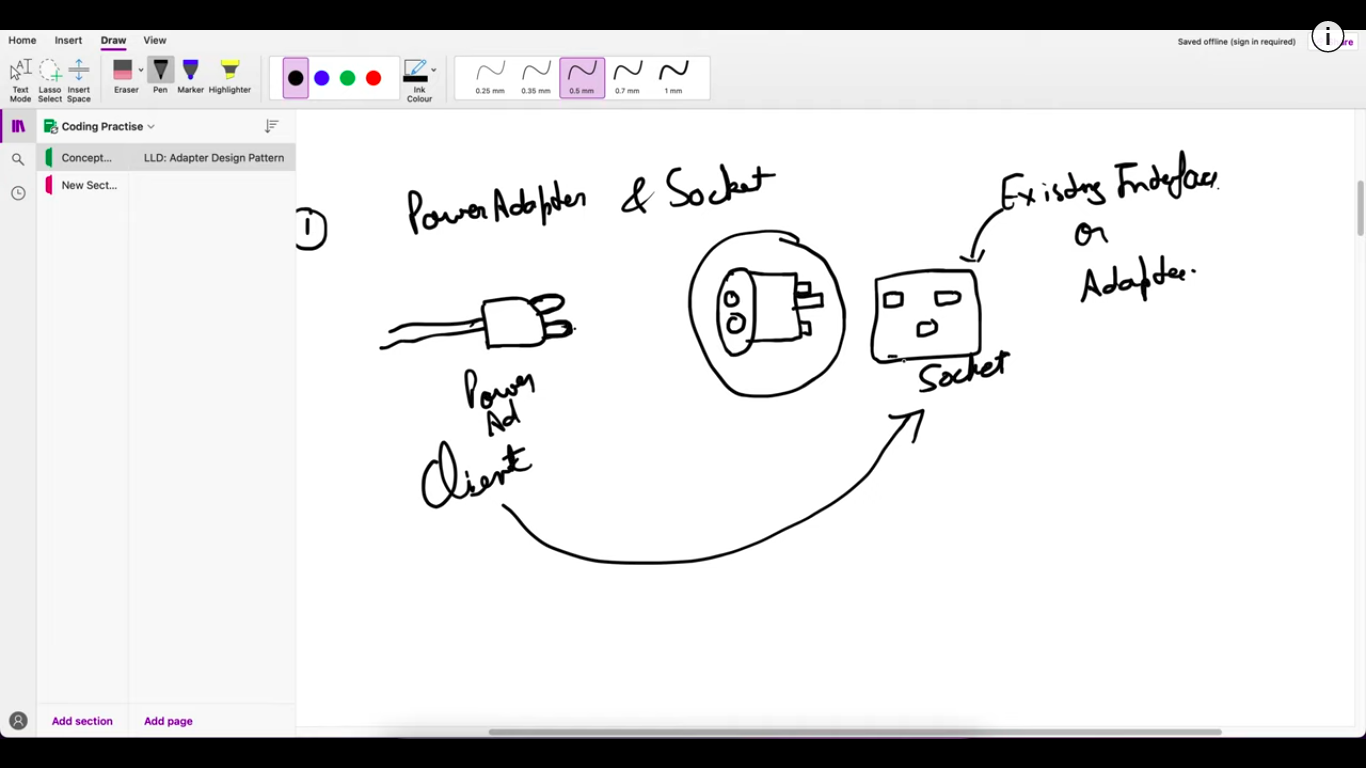 Home Insert Draw View
Saved offline (sign in required)
i
Text Mode
Lasso Select
Insert Space
Eraser
Pen
Marker
Highlighter
Ink Colour
0.25 mm
0.35 mm
0.5 mm
0.7 mm
1 mm
Coding Practise
Concept... LLD: Adapter Design Pattern
New Sect...
1
Power Adapter & Socket
Existing Interface
or
Adaptee.
Socket
Power
Ad
Client
Add section Add page